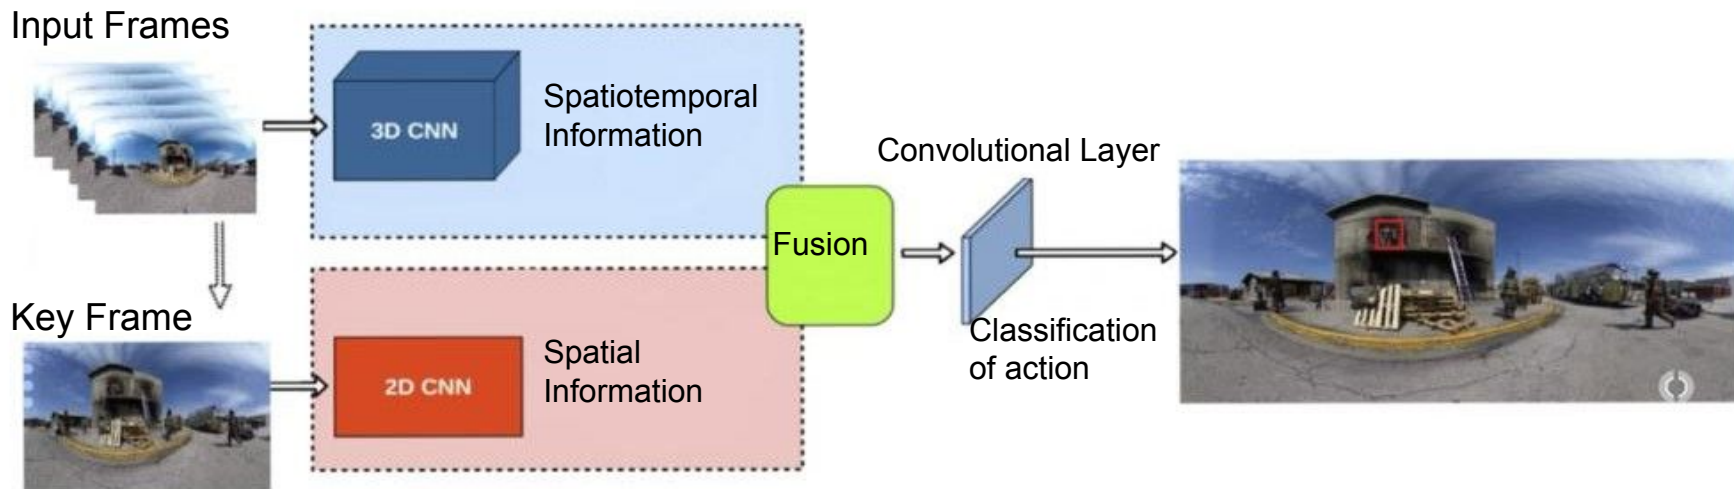 Input Frames
3D CNN
Spatiotemporal
Information
Convolutional Layer
Fusion
Key Frame
Classification
of action
2D CNN
Spatial
Information